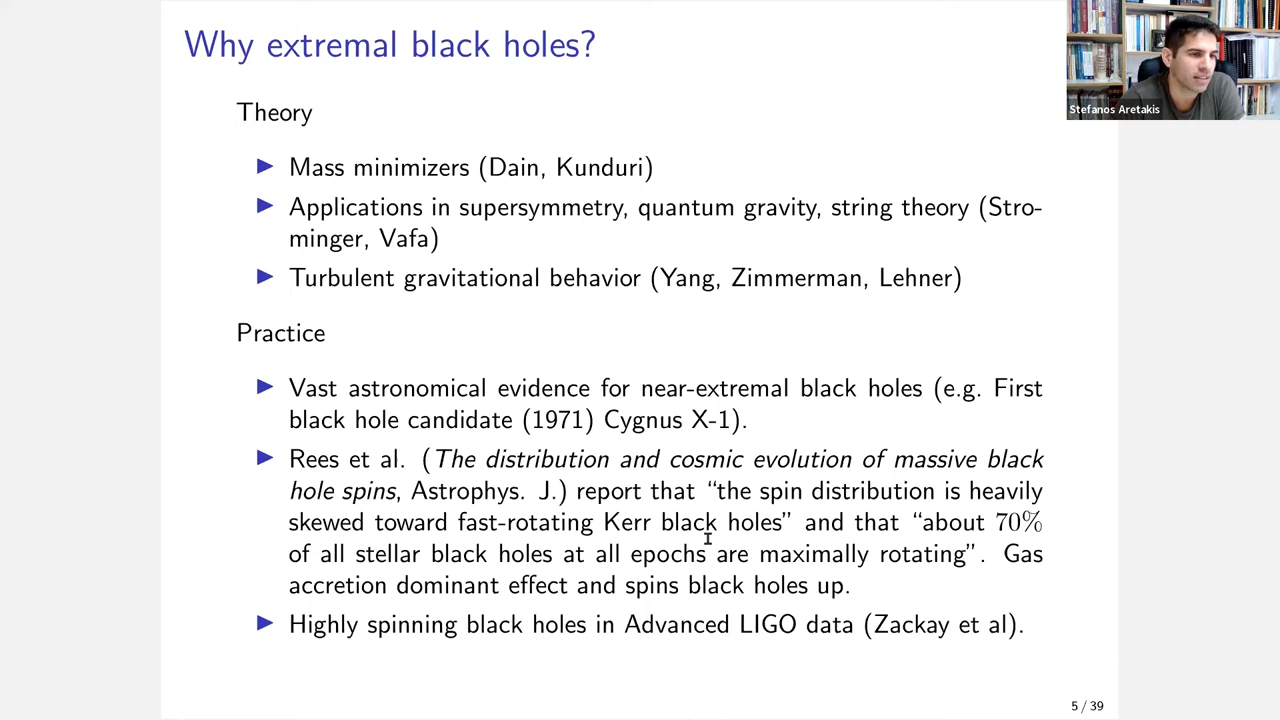 Why extremal black holes?
Stefanos Aretakis
Theory
▶ Mass minimizers (Dain, Kunduri)
▶ Applications in supersymmetry, quantum gravity, string theory (Stro-
minger, Vafa)
▶ Turbulent gravitational behavior (Yang, Zimmerman, Lehner)
Practice
▶ Vast astronomical evidence for near-extremal black holes (e.g. First
black hole candidate (1971) Cygnus X-1).
▶ Rees et al. (The distribution and cosmic evolution of massive black
hole spins, Astrophys. J.) report that “the spin distribution is heavily
skewed toward fast-rotating Kerr black holes” and that “about 70%
of all stellar black holes at all epochs are maximally rotating”. Gas
accretion dominant effect and spins black holes up.
▶ Highly spinning black holes in Advanced LIGO data (Zackay et al).
5 / 39